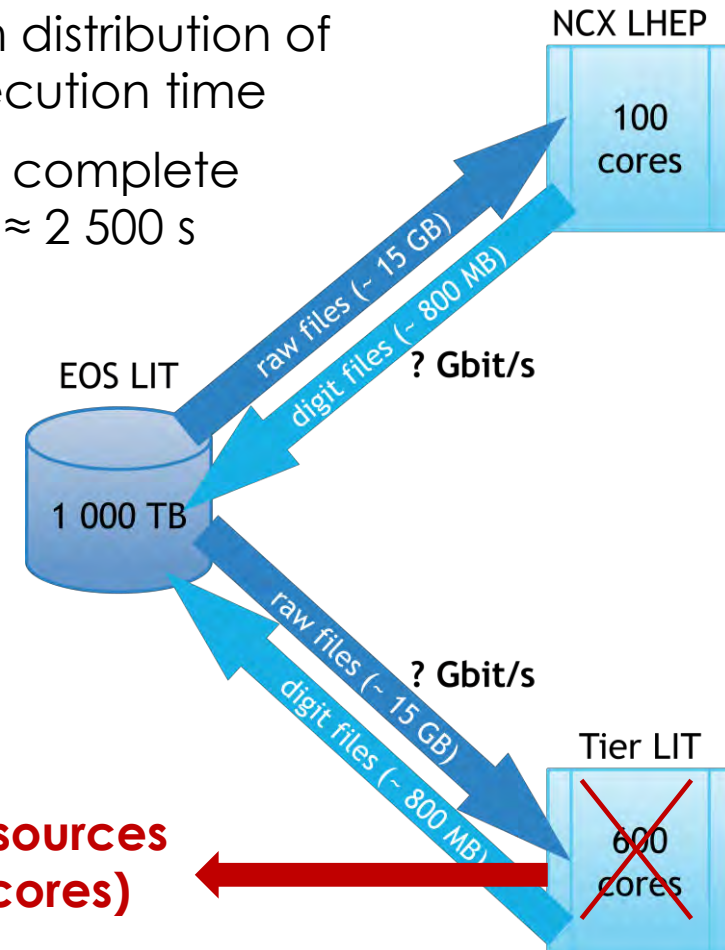 distribution of
ecution time
complete
≈ 2 500 s
NCX LHEP
100
cores
raw files (~ 15 GB)
digit files (~ 800 MB)
? Gbit/s
EOS LIT
1 000 TB
raw files (~ 15 GB)
digit files (~ 800 MB)
? Gbit/s
Tier LIT
600
cores
sources
cores)